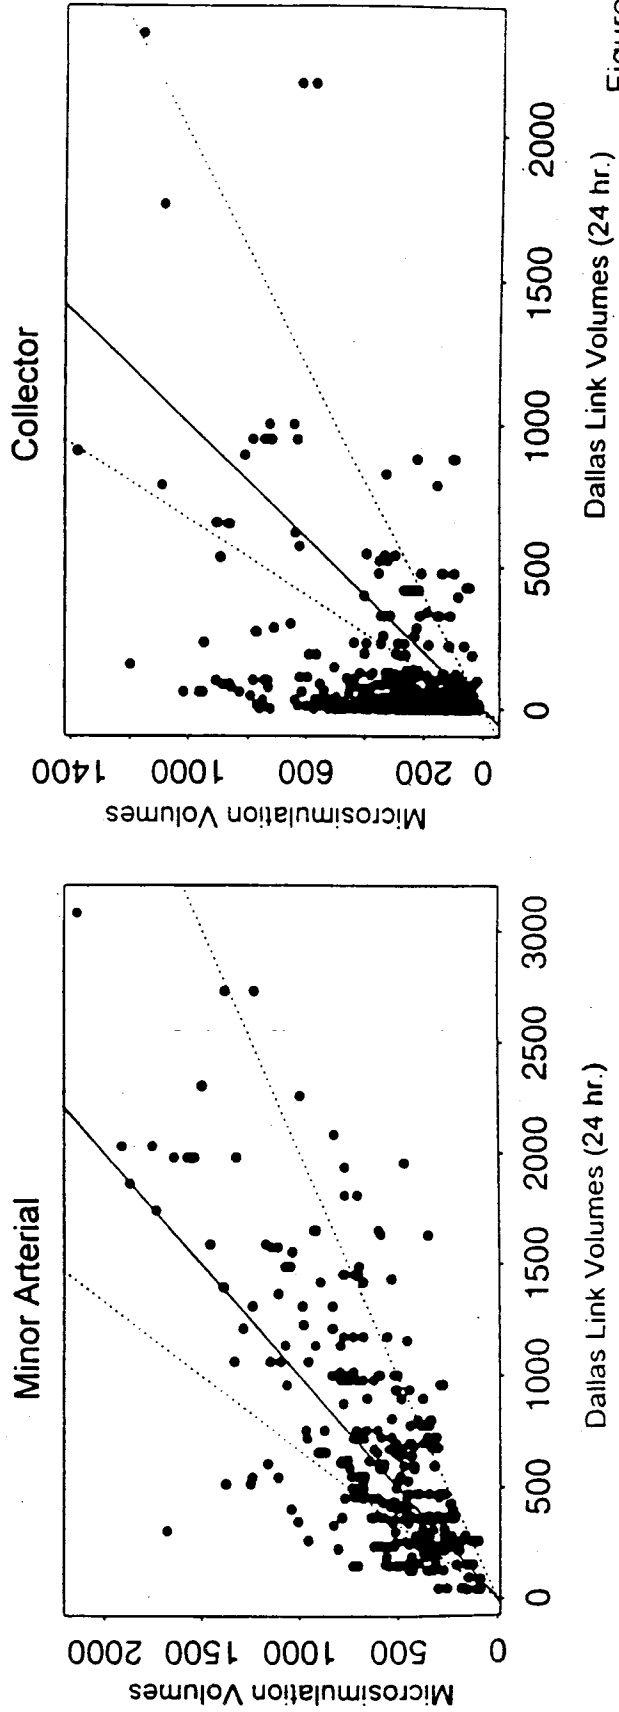 Minor Arterial
Microsimulation Volumes
0 500 1000 1500 2000
0 500 1000 1500 2000 2500 3000
Dallas Link Volumes (24 hr.)
Collector
Microsimulation Volumes
0 200 600 1000 1400
0 500 1000 1500 2000
Dallas Link Volumes (24 hr.)
Figure